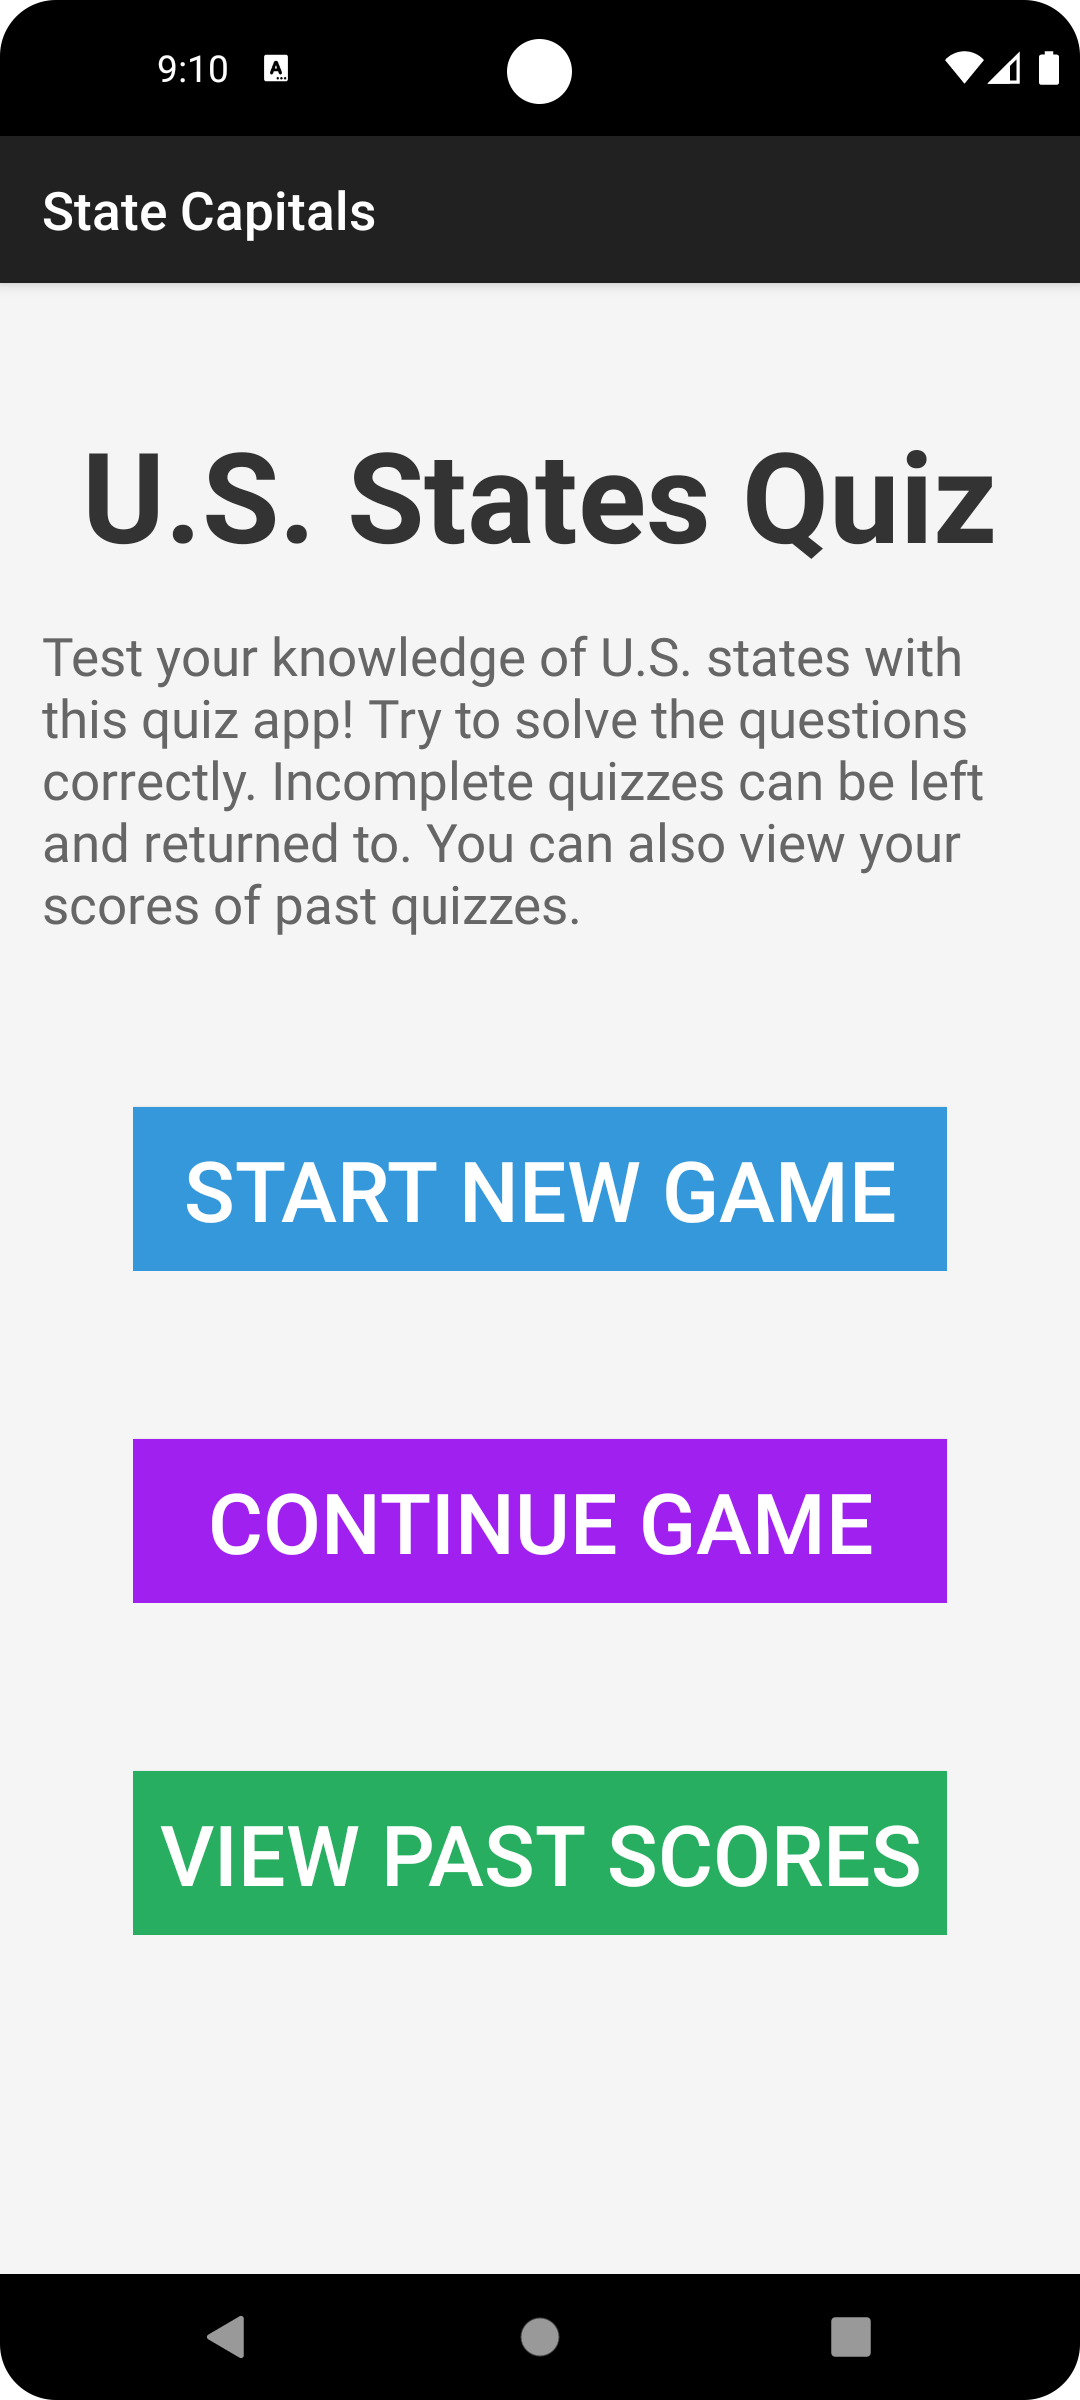 9:10
State Capitals
U.S. States Quiz
Test your knowledge of U.S. states with
this quiz app! Try to solve the questions
correctly. Incomplete quizzes can be left
and returned to. You can also view your
scores of past quizzes.
START NEW GAME
CONTINUE GAME
VIEW PAST SCORES